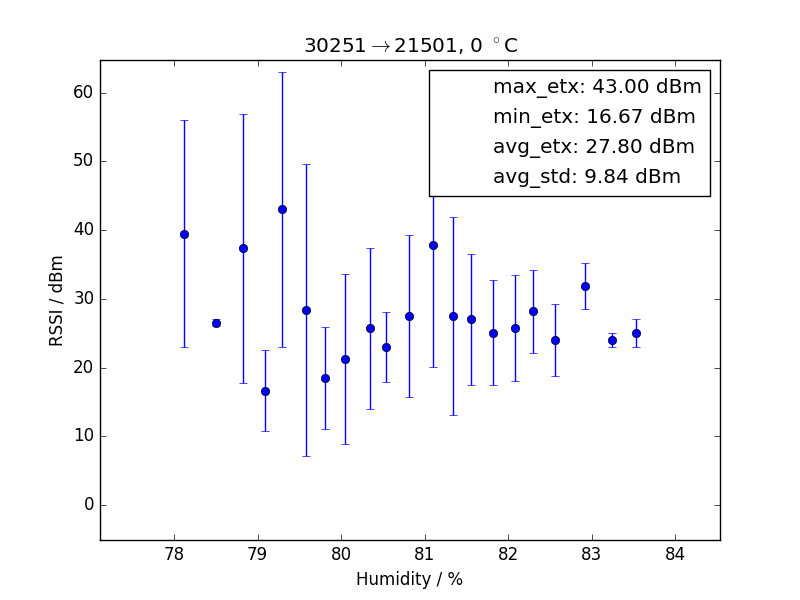 30251→21501, 0 °C
max_etx: 43.00 dBm
min_etx: 16.67 dBm
avg_etx: 27.80 dBm
avg_std: 9.84 dBm
RSSI / dBm
60
50
40
30
20
10
0
78 79 80 81 82 83 84
Humidity / %